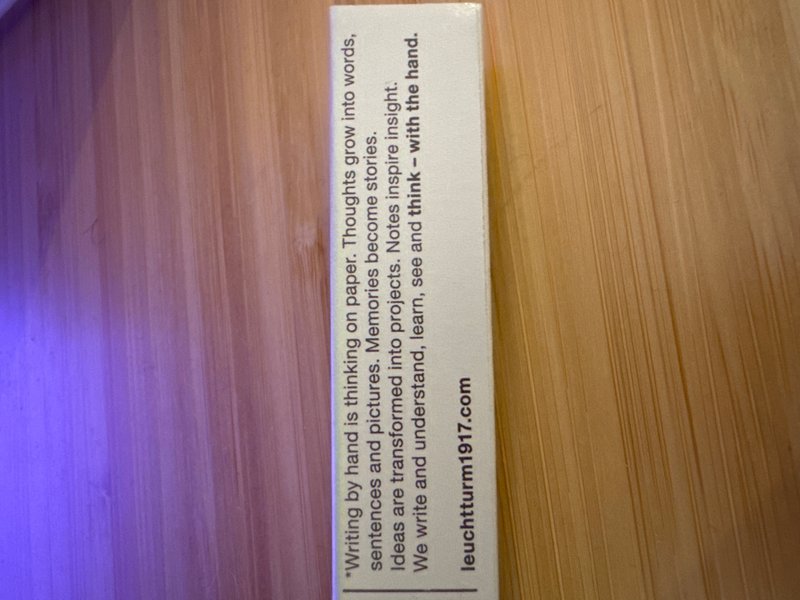 *Writing by hand is thinking on paper. Thoughts grow into words,
sentences and pictures. Memories become stories.
Ideas are transformed into projects. Notes inspire insight.
We write and understand, learn, see and think – with the hand.
leuchtturm1917.com